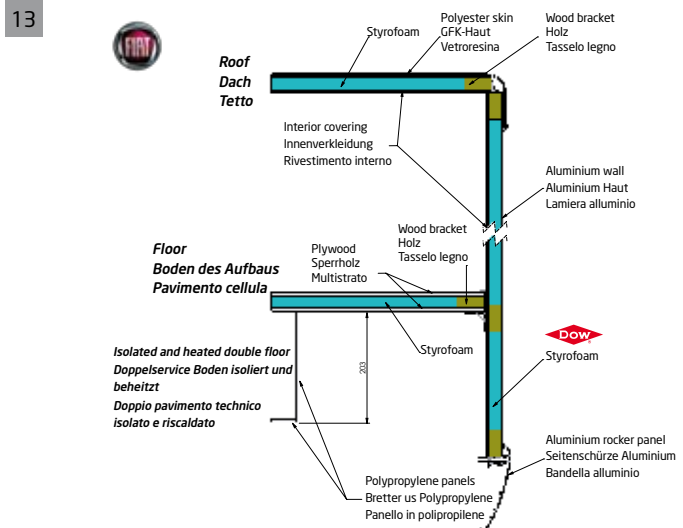 13
FIAT
Roof
Dach
Tetto
Styrofoam
Polyester skin
GFK-Haut
Vetroresina
Wood bracket
Holz
Tasselo legno
Interior covering
Innenverkleidung
Rivestimento interno
Aluminium wall
Aluminium Haut
Lamiera alluminio
Floor
Boden des Aufbaus
Pavimento cellula
Plywood
Sperrholz
Multistrato
Wood bracket
Holz
Tasselo legno
Styrofoam
203
Dow
Styrofoam
Isolated and heated double floor
Doppelservice Boden isoliert und
beheitzt
Doppio pavimento technico
isolato e riscaldato
Polypropylene panels
Bretter us Polypropylene
Panello in polipropilene
Aluminium rocker panel
Seitenschürze Aluminium
Bandella alluminio